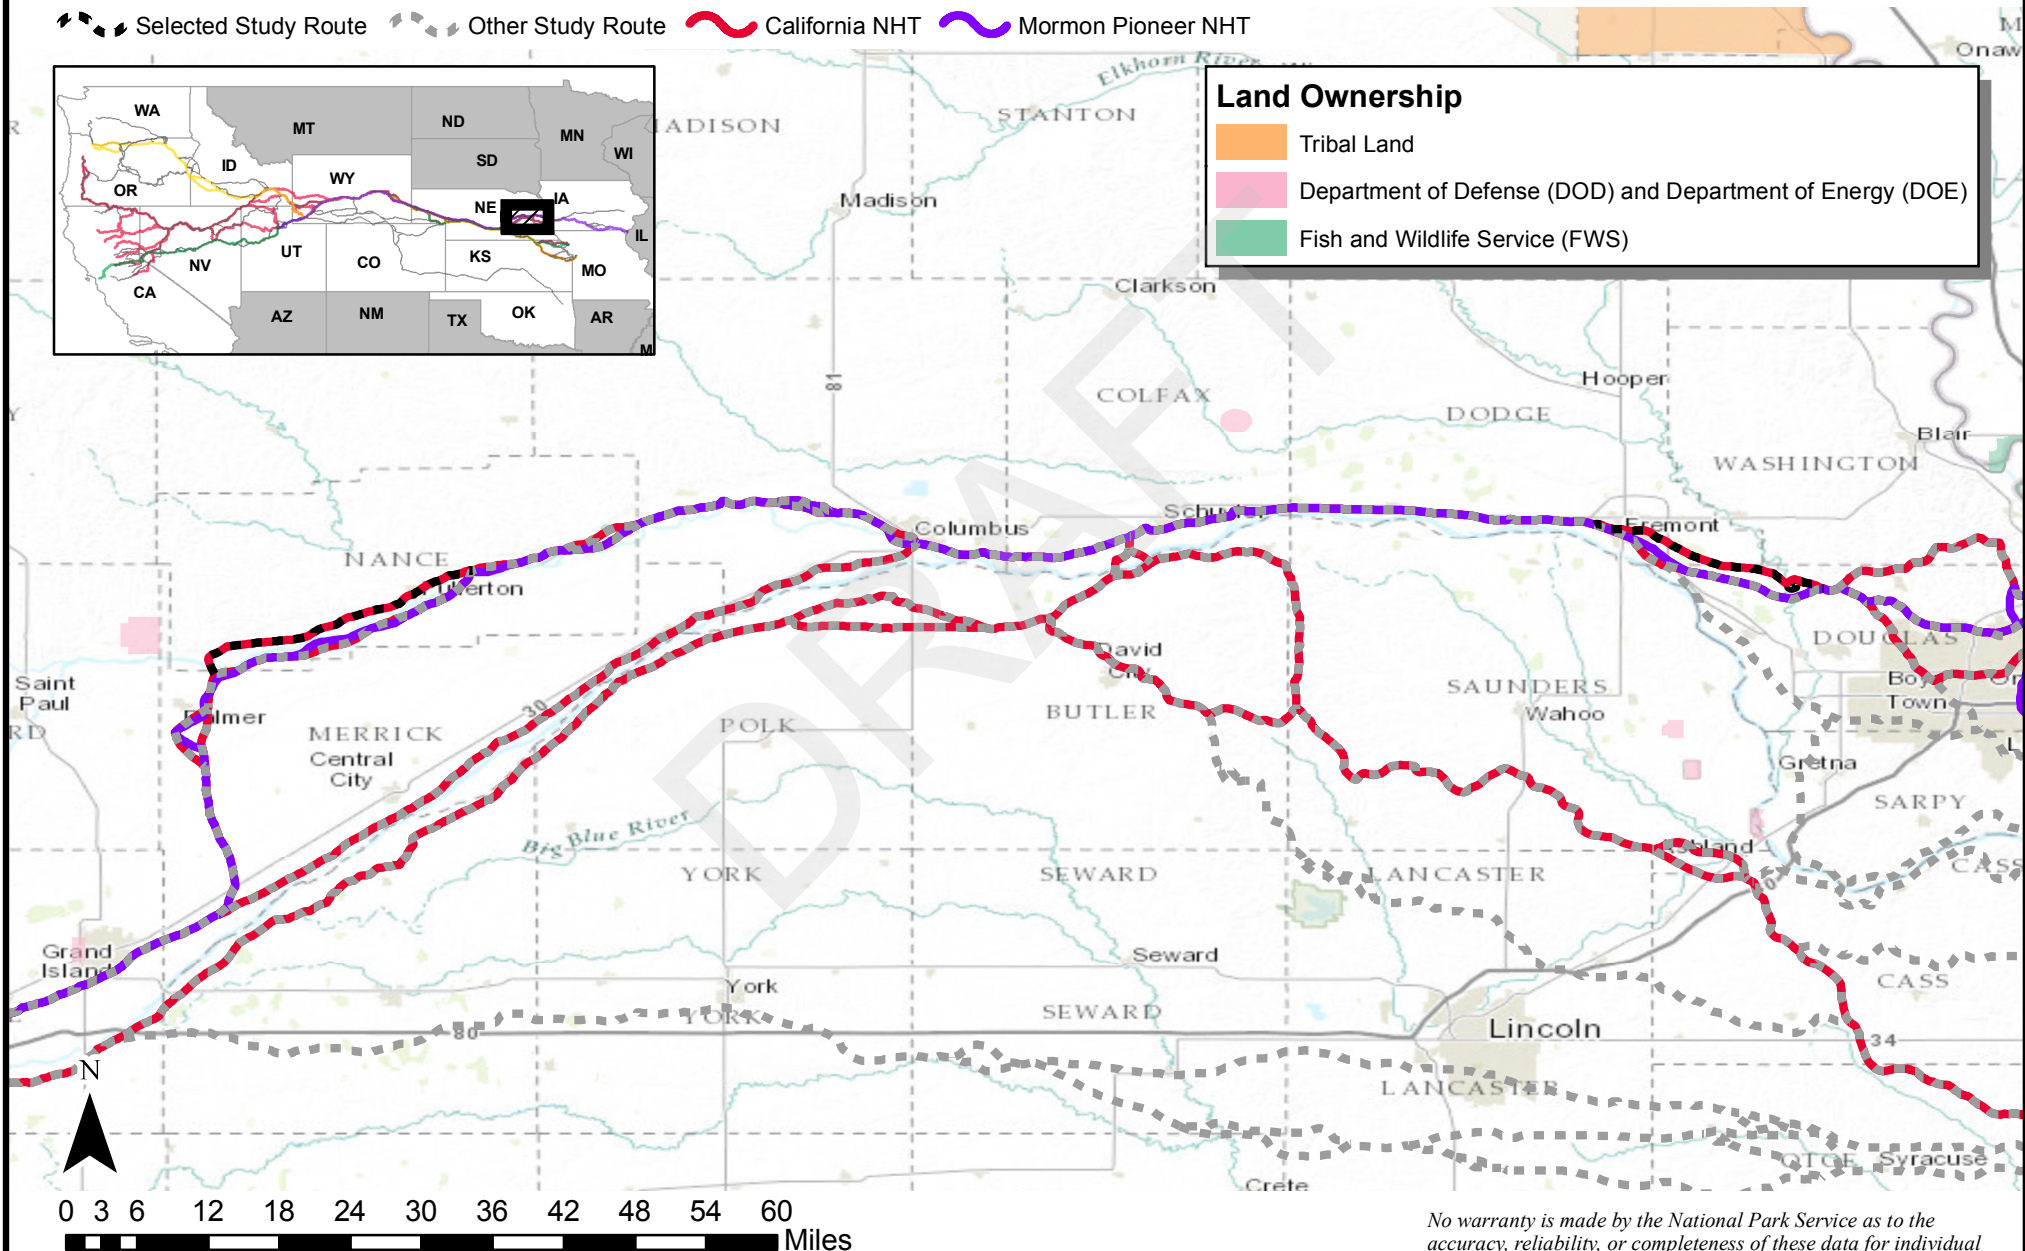 Selected Study Route Other Study Route California NHT Mormon Pioneer NHT
WA
MT
ND
MN
WI
SD
ID
OR
WY
IA
NE
IL
NV
UT
CO
KS
MO
CA
AZ
NM
TX
OK
AR
Land Ownership
Tribal Land
Department of Defense (DOD) and Department of Energy (DOE)
Fish and Wildlife Service (FWS)
Elkhorn River
STANTON
Madison
Clarkson
81
Hooper
COLFAX
DODGE
Blair
WASHINGTON
Columbus
Fremont
NANCE
DOUGLAS
Saint
Paul
Palmer
David
City
SAUNDERS
Wahoo
Boys
Town
30
MERRICK
POLK
BUTLER
Central
City
Gretna
SARPY
Big Blue River
Ashland
YORK
SEWARD
LANCASTER
Grand
Island
Seward
CASS
York
YORK
SEWARD
Lincoln
80
34
LANCASTER
N
Syracuse
Crete
DRAFT
0 3 6 12 18 24 30 36 42 48 54 60
Miles
No warranty is made by the National Park Service as to the
accuracy, reliability, or completeness of these data for individual